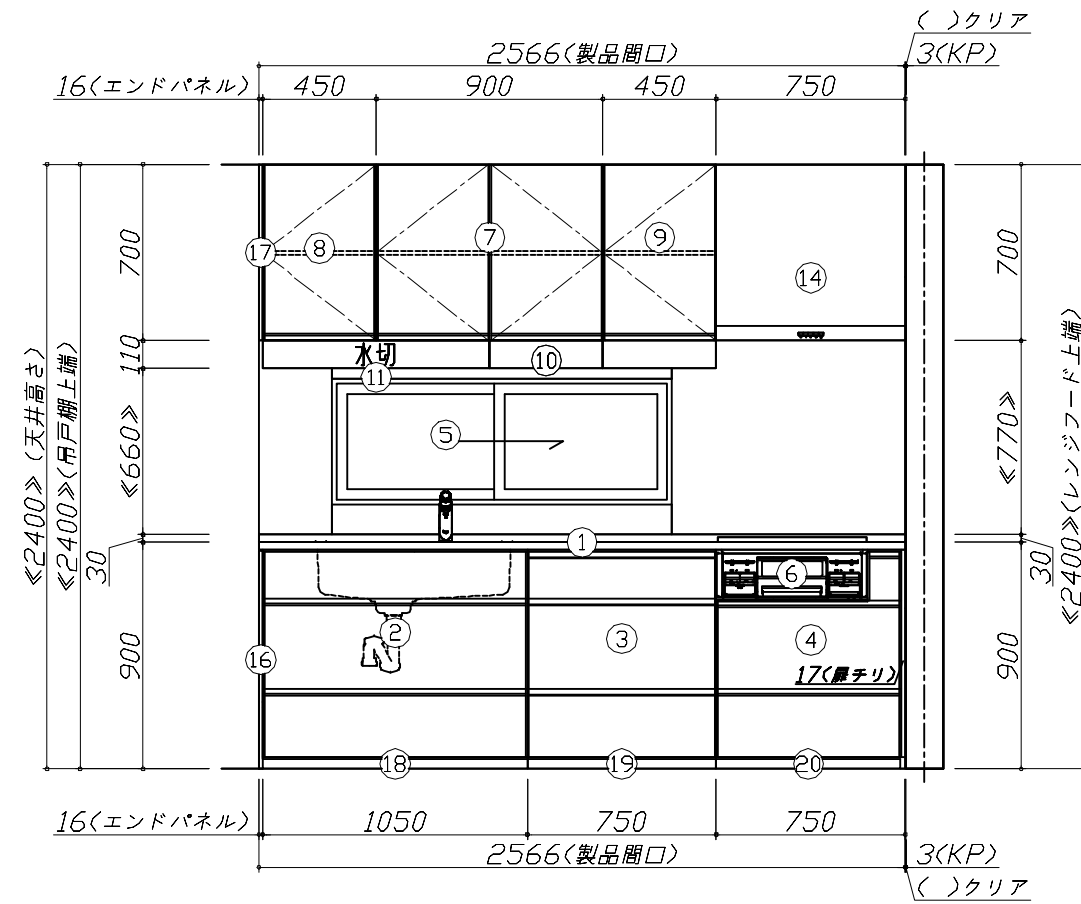 ( )クリア
2566(製品間口)
3(KP)
16(エンドパネル)
450
900
450
750
700
110
≪660≫
30
900
≪2400≫(天井高さ)
≪2400≫(吊戸棚上端)
17
8
7
9
14
水切
10
11
5
1
6
2
3
4
16
17(扉チリ)
18
19
20
700
≪770≫
30
900
≪2400≫(レンジフード上端)
16(エンドパネル)
1050
750
750
2566(製品間口)
3(KP)
( )クリア